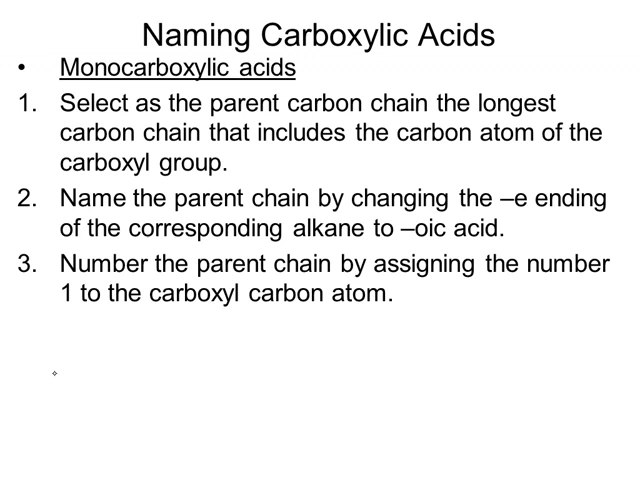 Naming Carboxylic Acids
• Monocarboxylic acids
1. Select as the parent carbon chain the longest
carbon chain that includes the carbon atom of the
carboxyl group.
2. Name the parent chain by changing the –e ending
of the corresponding alkane to –oic acid.
3. Number the parent chain by assigning the number
1 to the carboxyl carbon atom.